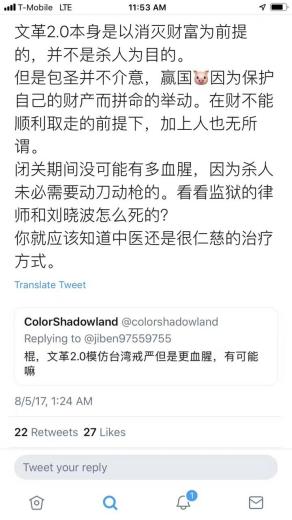 T-Mobile LTE 11:53 AM
文革2.0本身是以消灭财富为前提
的，并不是杀人为目的。
但是包圣并不介意，赢国🐷因为保护
自己的财产而拼命的举动。在财不能
顺利取走的前提下，加上人也无所
谓。
闭关期间没可能有多血腥，因为杀人
未必需要动刀动枪的。看看监狱的律
师和刘晓波怎么死的？
你就应该知道中医还是很仁慈的治疗
方式。
Translate Tweet
ColorShadowland @colorshadowland
Replying to @jiben97559755
棍，文革2.0模仿台湾戒严但是更血腥，有可能
嘛
8/5/17, 1:24 AM
22 Retweets 27 Likes
Tweet your reply
1